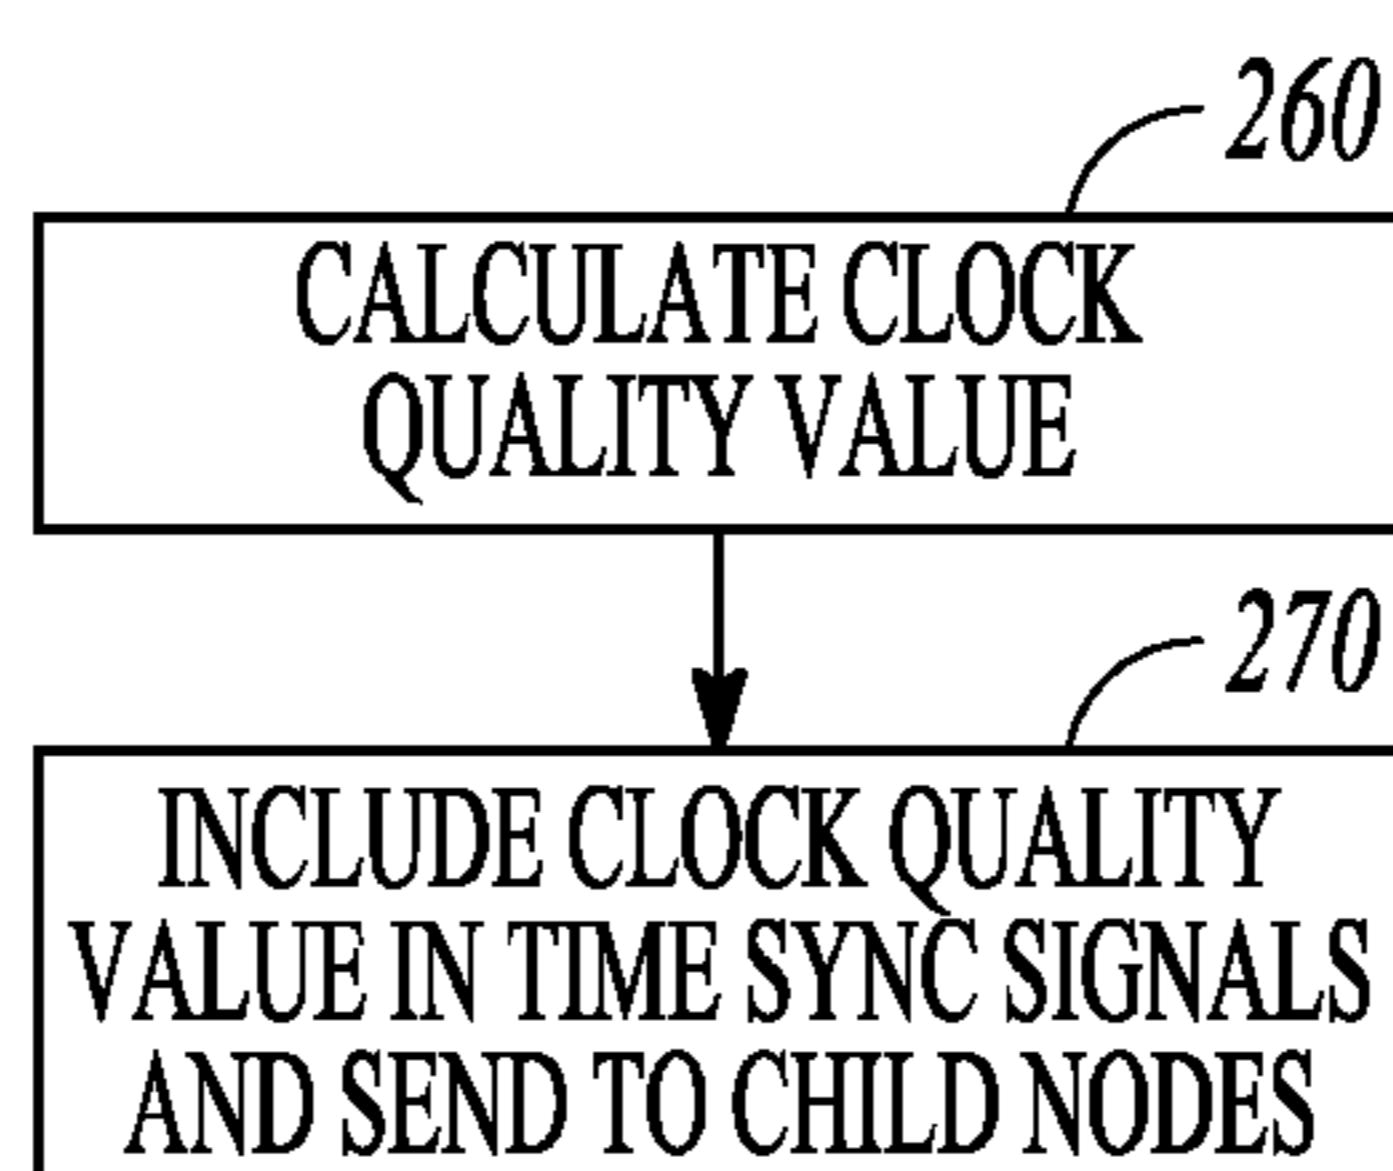 260
CALCULATE CLOCK
QUALITY VALUE
270
INCLUDE CLOCK QUALITY
VALUE IN TIME SYNC SIGNALS
AND SEND TO CHILD NODES